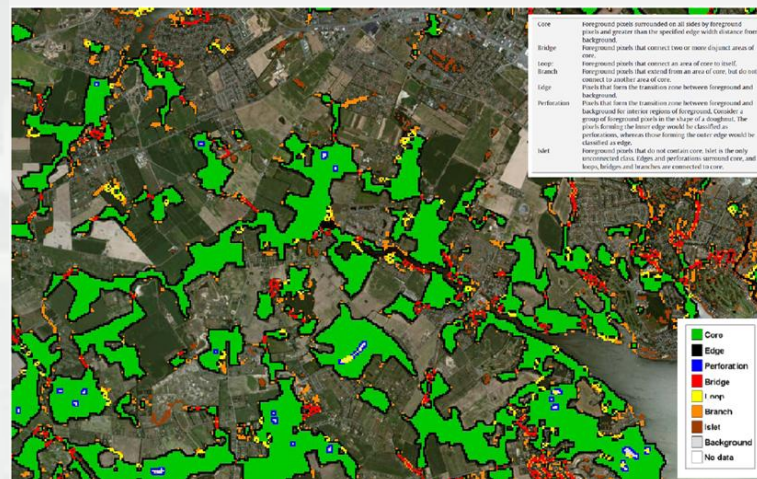 Core Foreground pixels surrounded on all sides by foreground
pixels and greater than the specified edge width distance from
background.
Bridge Foreground pixels that connect two or more disjunct areas of
core.
Loop Foreground pixels that connect an area of core to itself.
Branch Foreground pixels that extend from an area of core, but do not
connect to another area of core.
Edge Pixels that form the transition zone between foreground and
background.
Perforation Pixels that form the transition zone between foreground and
background for interior regions of foreground. Consider a
group of foreground pixels in the shape of a doughnut. The
pixels forming the inner edge would be classified as
perforations, whereas those forming the outer edge would be
classified as edge.
Islet Foreground pixels that do not contain core. Islet is the only
unconnected class. Edges and perforations surround core, and
loops, bridges and branches are connected to core.
Core
Edge
Perforation
Bridge
Loop
Branch
Islet
Background
No data